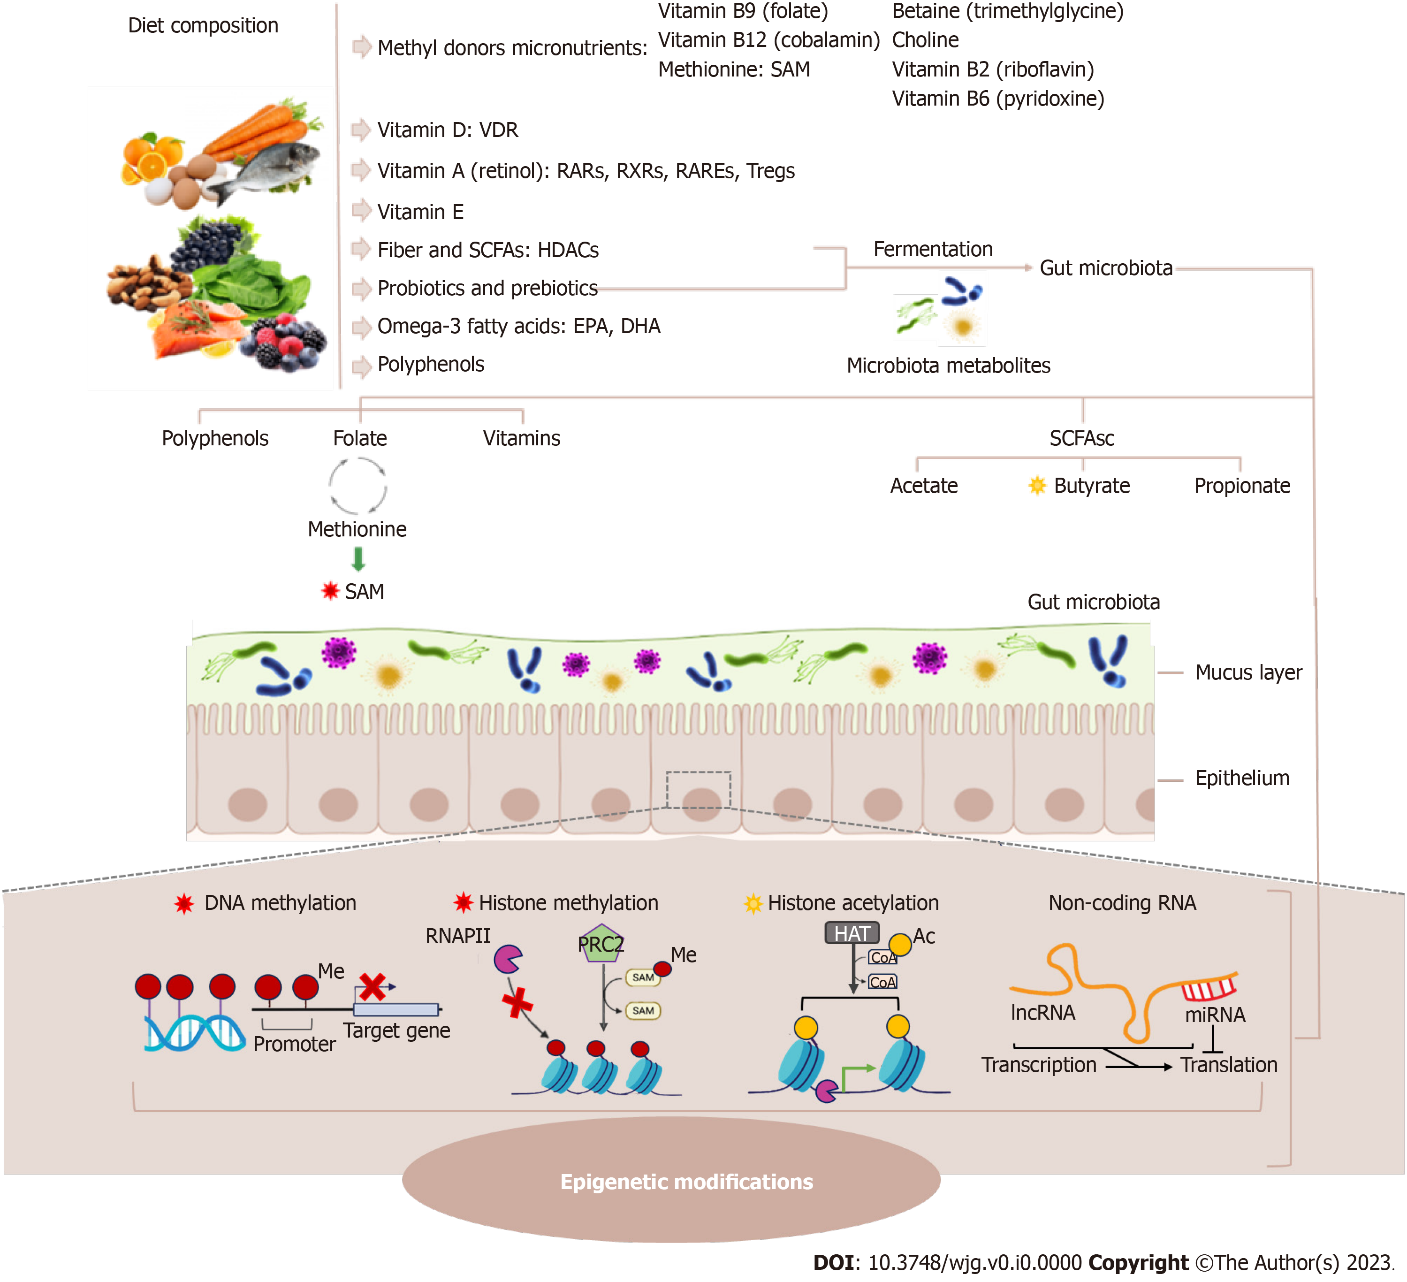 Diet composition
Methyl donors micronutrients:
Vitamin B9 (folate)
Vitamin B12 (cobalamin)
Methionine: SAM
Betaine (trimethylglycine)
Choline
Vitamin B2 (riboflavin)
Vitamin B6 (pyridoxine)
Vitamin D: VDR
Vitamin A (retinol): RARs, RXRs, RAREs, Tregs
Vitamin E
Fiber and SCFAs: HDACs
Probiotics and prebiotics
Omega-3 fatty acids: EPA, DHA
Polyphenols
Fermentation
Gut microbiota
Microbiota metabolites
Polyphenols
Folate
Vitamins
Methionine
SAM
SCFAsc
Acetate
Butyrate
Propionate
Gut microbiota
Mucus layer
Epithelium
DNA methylation
Me
Promoter
Target gene
Histone methylation
RNAPII
PRC2
Me
SAM
SAM
Histone acetylation
HAT
Ac
CoA
CoA
Non-coding RNA
lncRNA
miRNA
Transcription
Translation
Epigenetic modifications
DOI: 10.3748/wjg.v0.i0.0000 Copyright ©The Author(s) 2023.